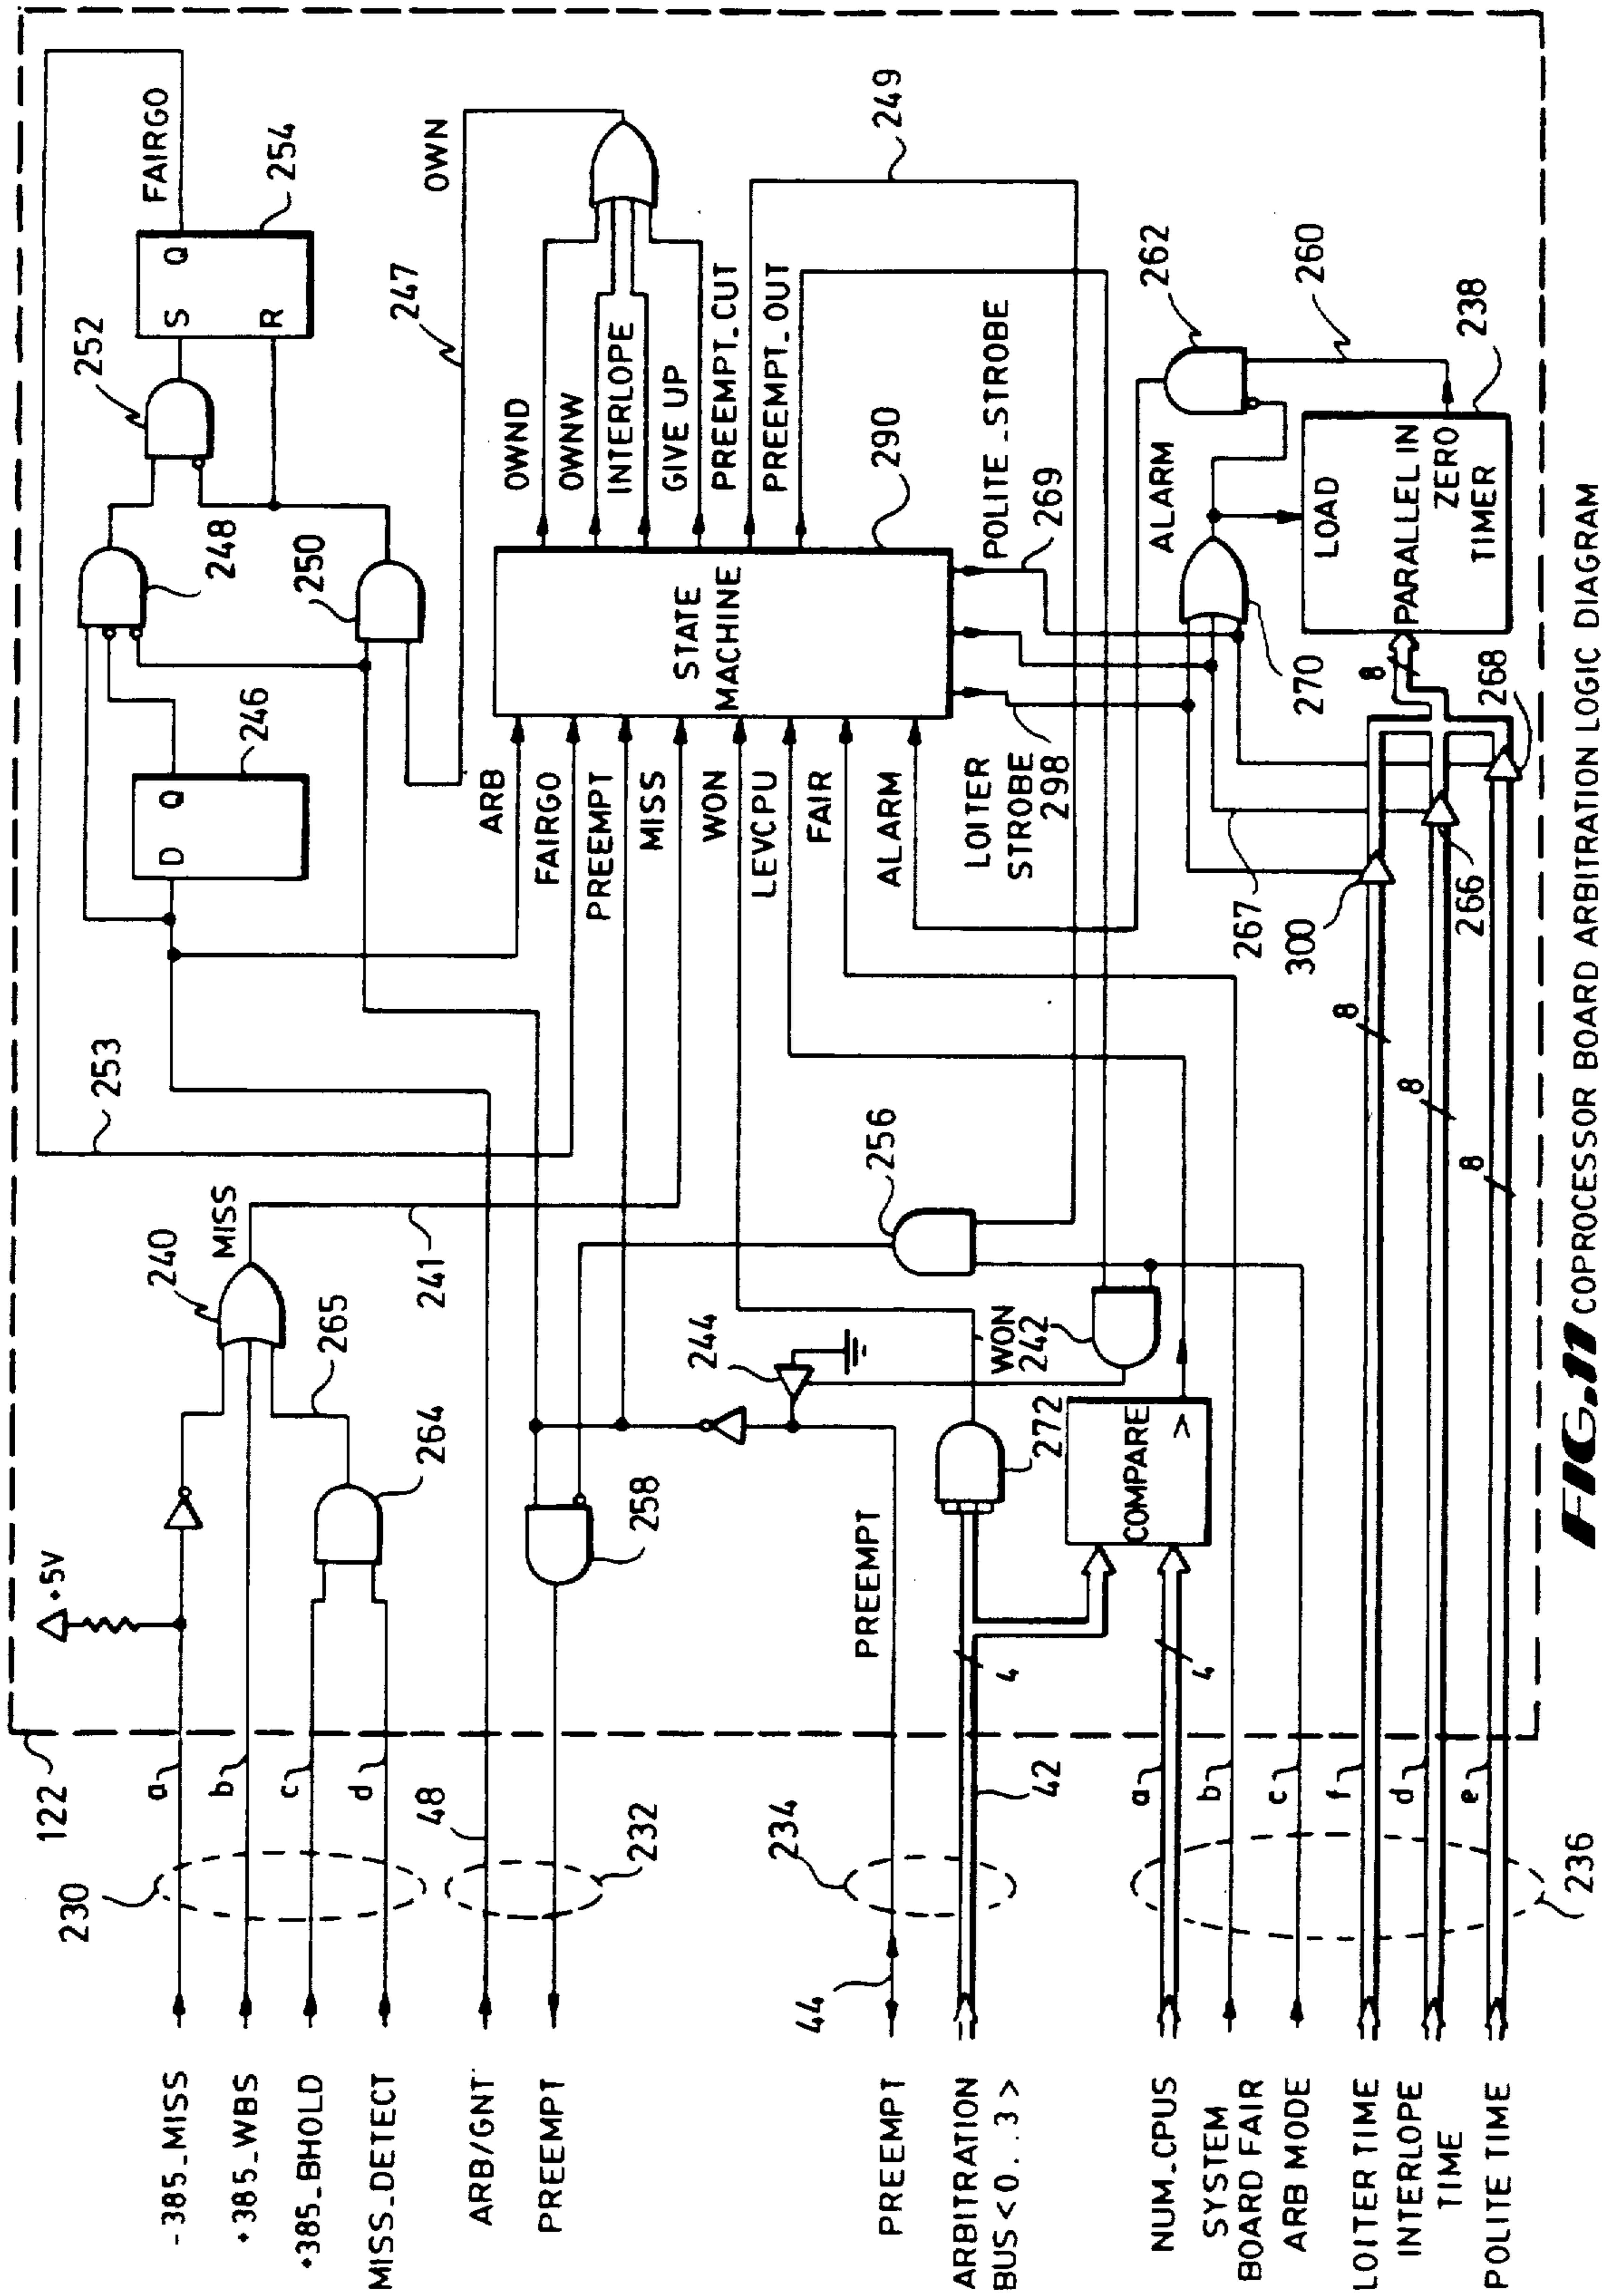 -385_MISS
+385_WBS
+385_BHOLD
MISS_DETECT
ARB/GNT
PREEMPT
PREEMPT
ARBITRATION
BUS<0..3>
NUM_CPUS
SYSTEM
BOARD FAIR
ARB MODE
LOITER TIME
INTERLOPE
TIME
POLITE TIME
230
48
232
44
234
42
236
122
a
b
c
d
a
b
c
f
d
e
+5V
264
265
240
MISS
241
253
258
PREEMPT
4
4
244
272
WON
242
256
COMPARE
>
8
8
8
D Q
246
248
250
252
S Q
R
254
FAIRGO
247
OWN
ARB
FAIRGO
PREEMPT
MISS
WON
LEVCPU
FAIR
ALARM
STATE
MACHINE
290
OWND
OWNW
INTERLOPE
GIVE UP
PREEMPT_CUT
PREEMPT_OUT
249
LOITER
STROBE
298
POLITE_STROBE
269
ALARM
262
260
267
300
266
268
270
8
LOAD
PARALLEL IN
ZERO
TIMER
238
FIG.11 COPROCESSOR BOARD ARBITRATION LOGIC DIAGRAM